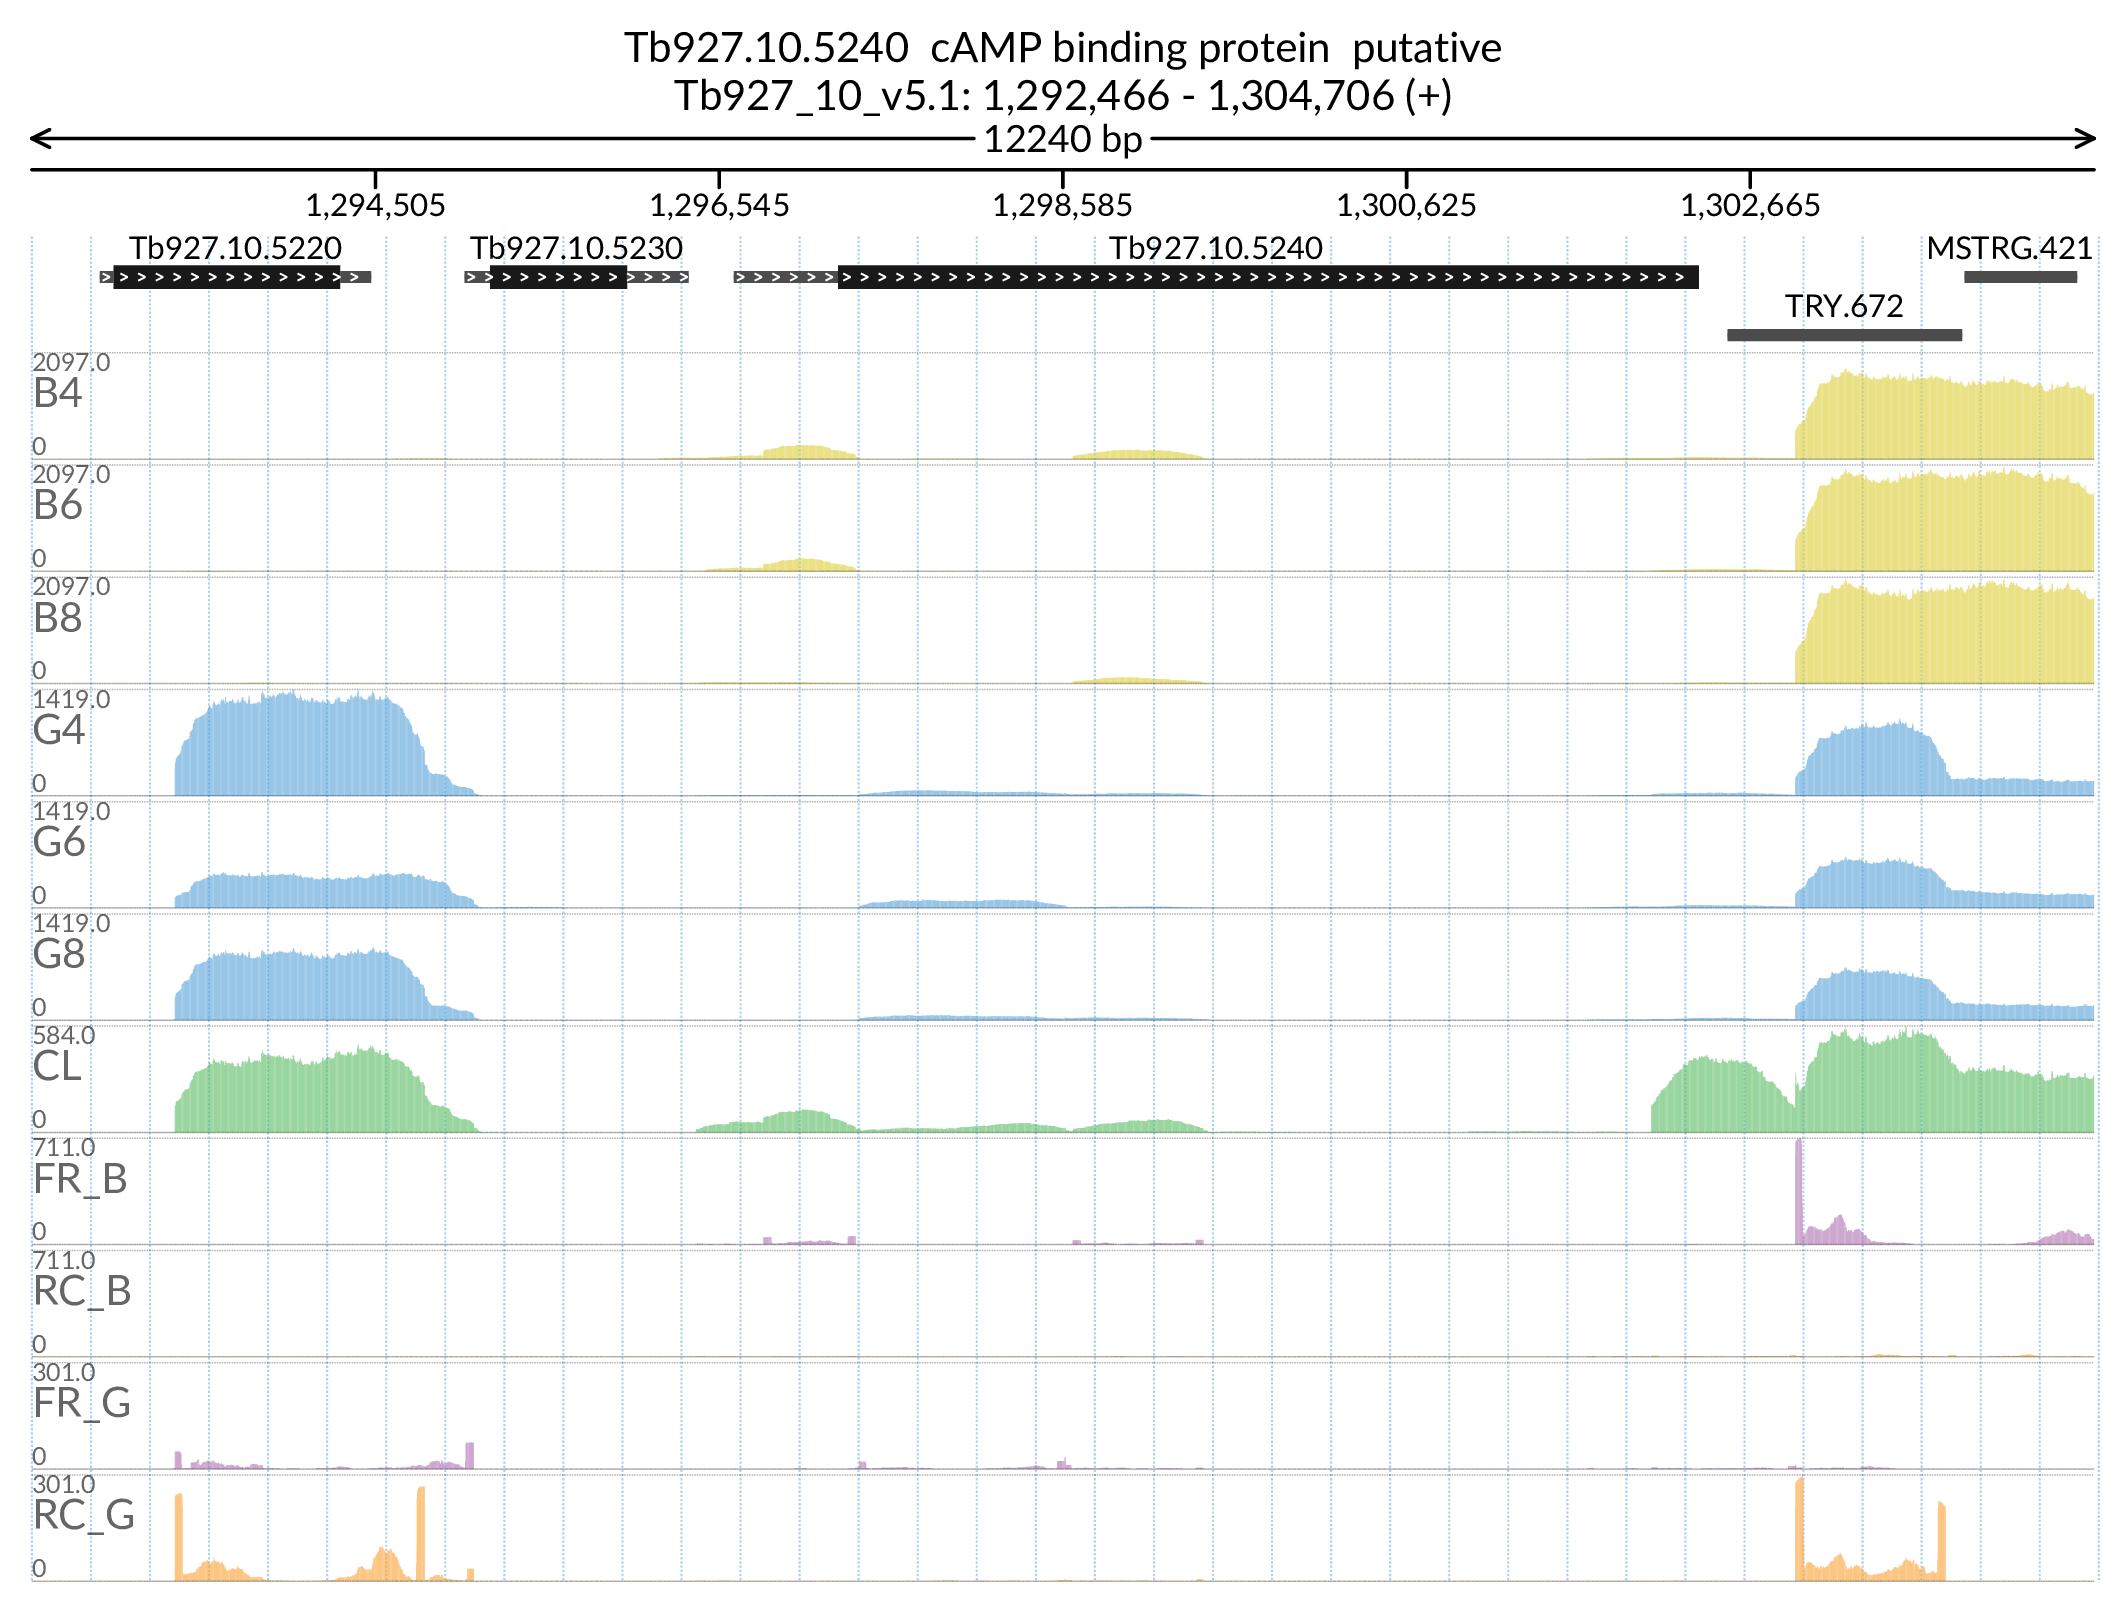 Tb927.10.5240  cAMP binding protein  putative
Tb927_10_v5.1: 1,292,466 - 1,304,706 (+)
12240 bp
1,294,505 1,296,545 1,298,585 1,300,625 1,302,665
Tb927.10.5220 Tb927.10.5230 Tb927.10.5240 MSTRG.421
TRY.672
2097.0
B4
0
2097.0
B6
0
2097.0
B8
0
1419.0
G4
0
1419.0
G6
0
1419.0
G8
0
584.0
CL
0
711.0
FR_B
0
711.0
RC_B
0
301.0
FR_G
0
301.0
RC_G
0